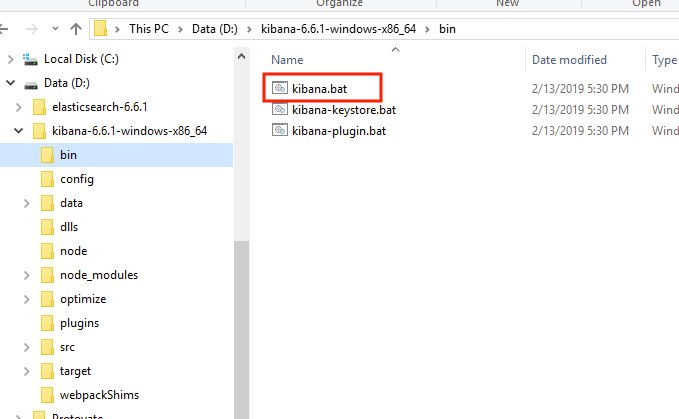 Clipboard Organize New Open
This PC > Data (D:) > kibana-6.6.1-windows-x86_64 > bin
Name Date modified Type
Local Disk (C:)
Data (D:)
elasticsearch-6.6.1
kibana-6.6.1-windows-x86_64
bin
config
data
dlls
node
node_modules
optimize
plugins
src
target
webpackShims
Protovate
kibana.bat 2/13/2019 5:30 PM Wind
kibana-keystore.bat 2/13/2019 5:30 PM Wind
kibana-plugin.bat 2/13/2019 5:30 PM Wind